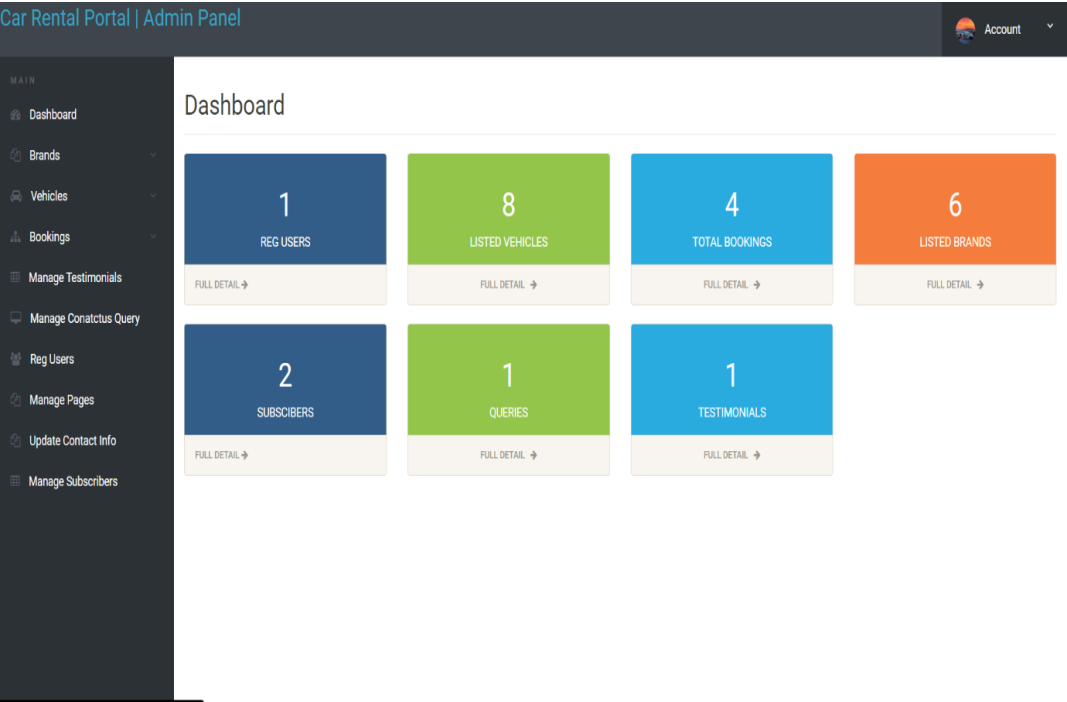 Car Rental Portal | Admin Panel
Account
MAIN
Dashboard
Brands
Vehicles
Bookings
Manage Testimonials
Manage Conatctus Query
Reg Users
Manage Pages
Update Contact Info
Manage Subscribers
Dashboard
1
REG USERS
FULL DETAIL
8
LISTED VEHICLES
FULL DETAIL
4
TOTAL BOOKINGS
FULL DETAIL
6
LISTED BRANDS
FULL DETAIL
2
SUBSCIBERS
FULL DETAIL
1
QUERIES
FULL DETAIL
1
TESTIMONIALS
FULL DETAIL